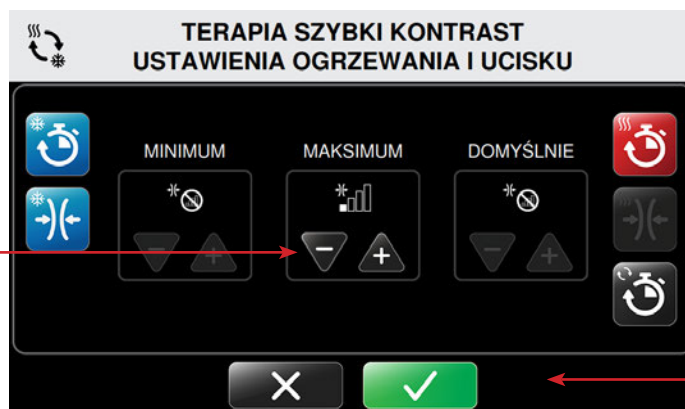 TERAPIA SZYBKI KONTRAST
USTAWIENIA OGRZEWANIA I UCISKU
MINIMUM
MAKSIMUM
DOMYŚLNIE